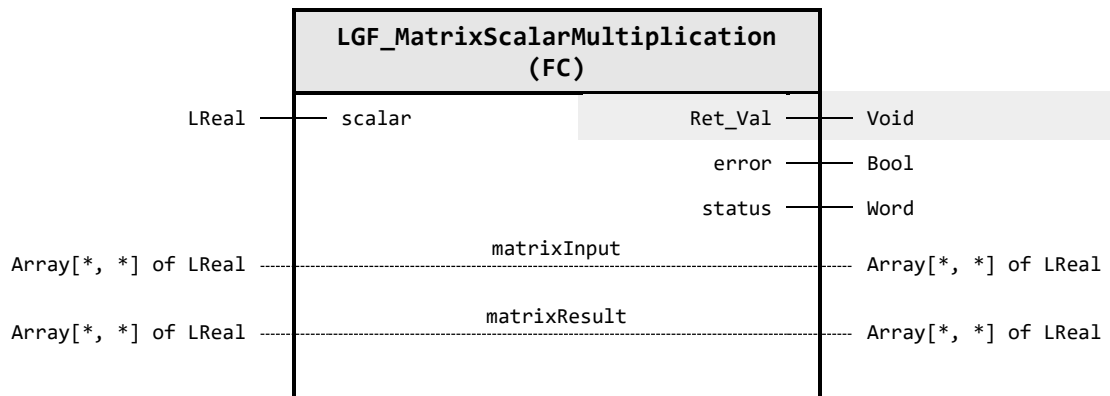 LGF_MatrixScalarMultiplication
(FC)
LReal scalar Ret_Val Void
error Bool
status Word
matrixInput
Array[*, *] of LReal Array[*, *] of LReal
matrixResult
Array[*, *] of LReal Array[*, *] of LReal